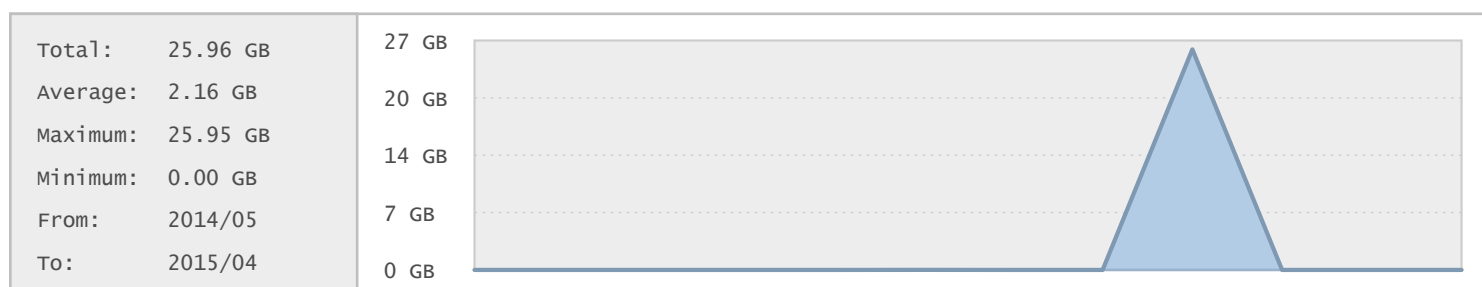 Total: 25.96 GB
Average: 2.16 GB
Maximum: 25.95 GB
Minimum: 0.00 GB
From: 2014/05
To: 2015/04
27 GB
20 GB
14 GB
7 GB
0 GB